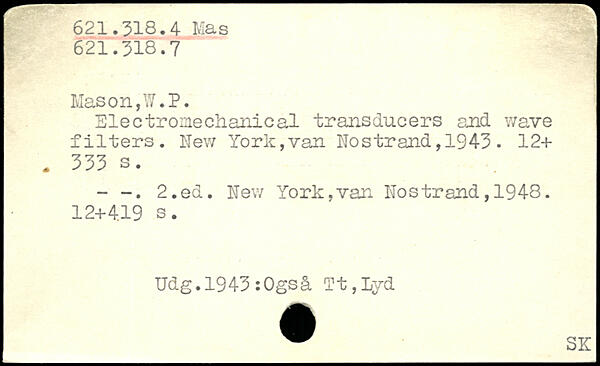 621.318.4 Mas
621.318.7
Mason,W.P.
Electromechanical transducers and wave
filters. New York,van Nostrand,1943. 12+
333 s.
- -. 2.ed. New York,van Nostrand,1948.
12+419 s.
Udg.1943:Også Tt,Lyd
SK